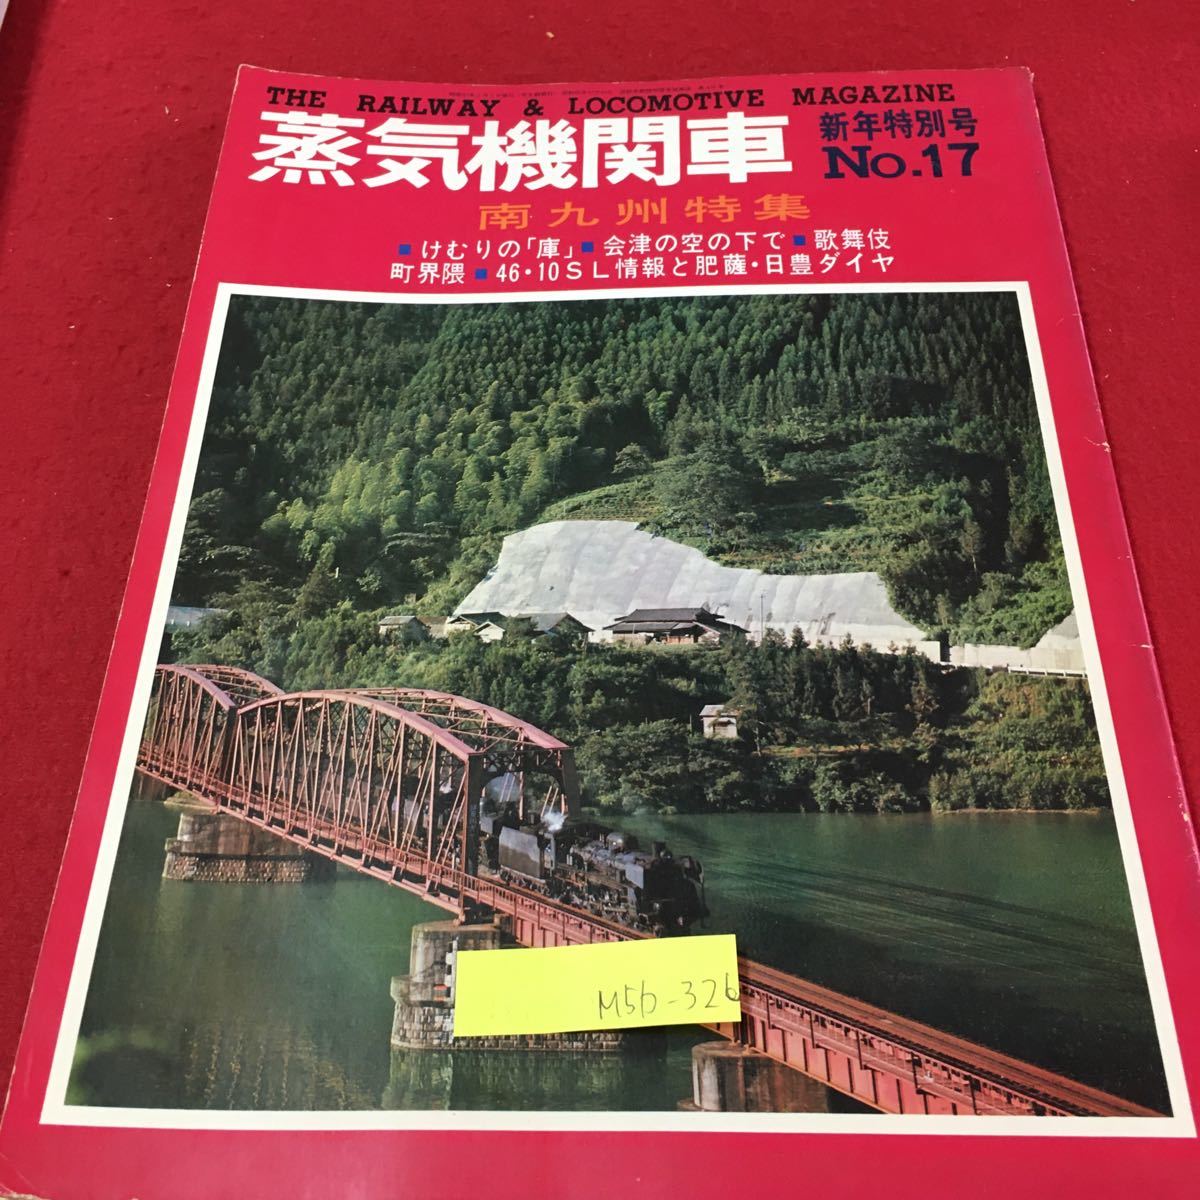 THE RAILWAY & LOCOMOTIVE MAGAZINE
蒸気機関車
新年特別号
No.17
南九州特集
■けむりの「庫」■会津の空の下で■歌舞伎
町界隈■46・10SL情報と肥薩・日豊ダイヤ
M5b-326